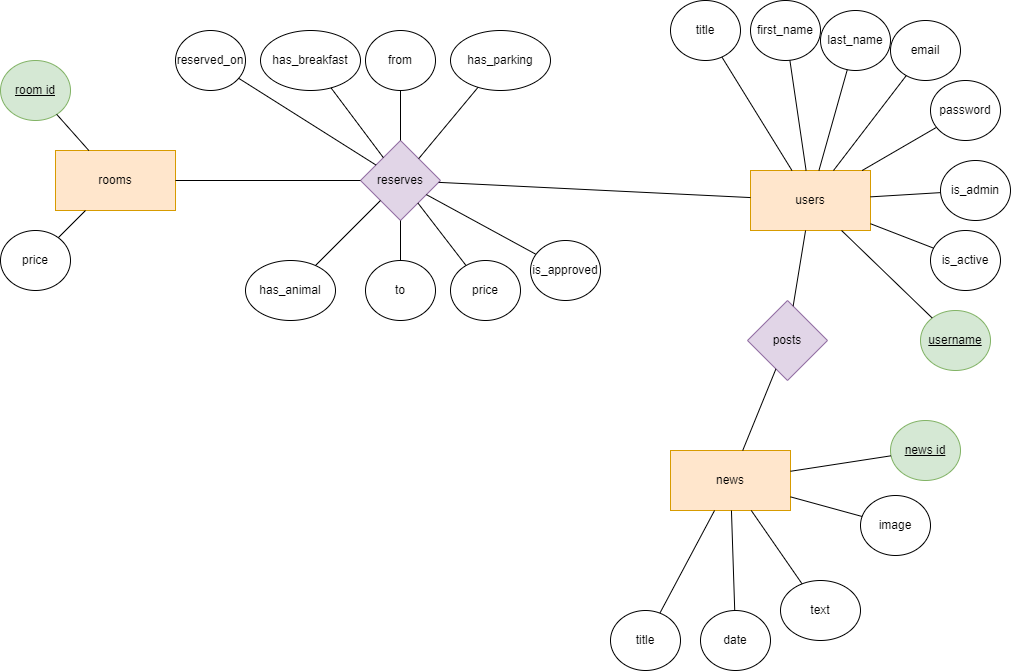 title
first_name
last_name
email
reserved_on
has_breakfast
from
has_parking
room id
password
rooms
reserves
users
is_admin
price
has_animal
to
price
is_approved
is_active
posts
username
news
news id
image
title
date
text